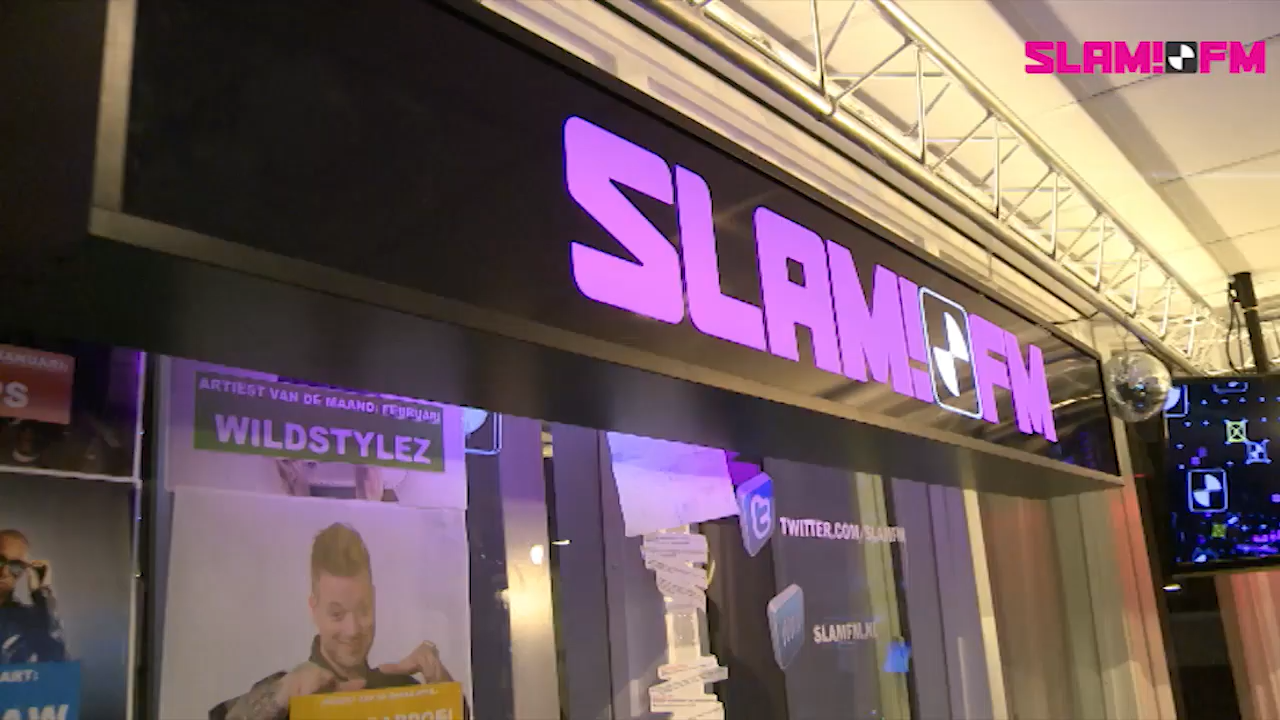 SLAM!FM
SLAM!FM
ARTIEST VAN DE MAAND: FEBRUARI
WILDSTYLEZ
TWITTER.COM/SLAMFM
SLAMFM.NL